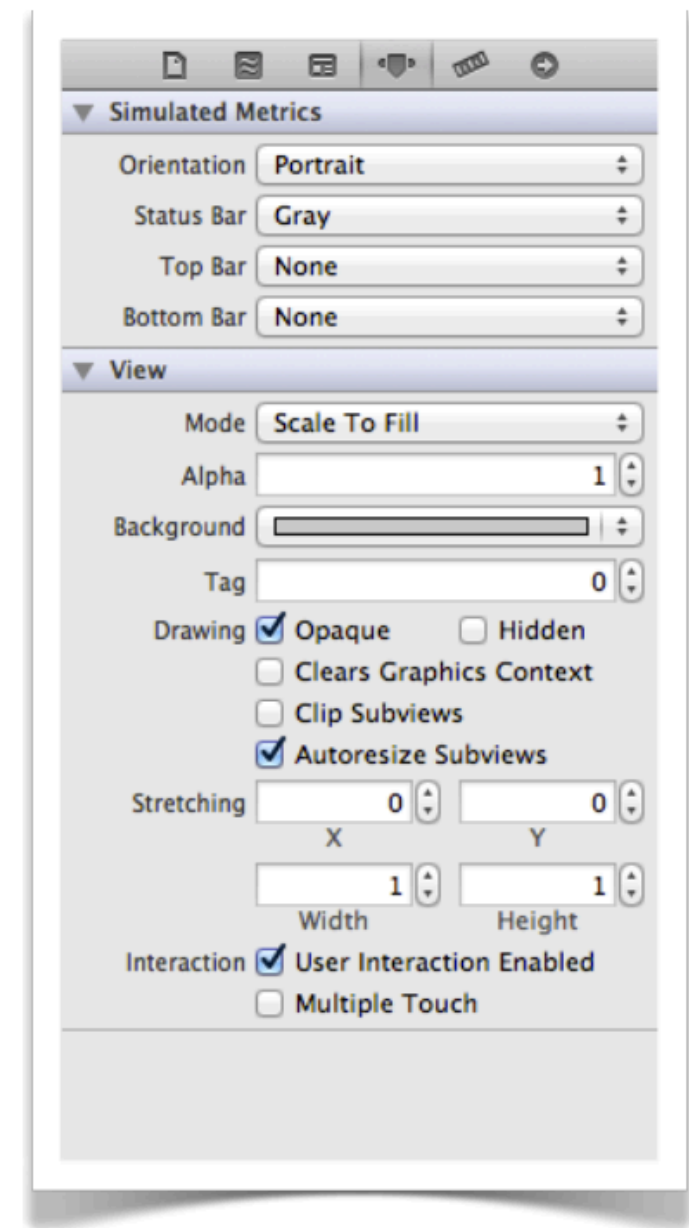 Simulated Metrics
Orientation Portrait
Status Bar Gray
Top Bar None
Bottom Bar None
View
Mode Scale To Fill
Alpha 1
Background
Tag 0
Drawing Opaque Hidden
Clears Graphics Context
Clip Subviews
Autoresize Subviews
Stretching 0 0
X Y
1 1
Width Height
Interaction User Interaction Enabled
Multiple Touch